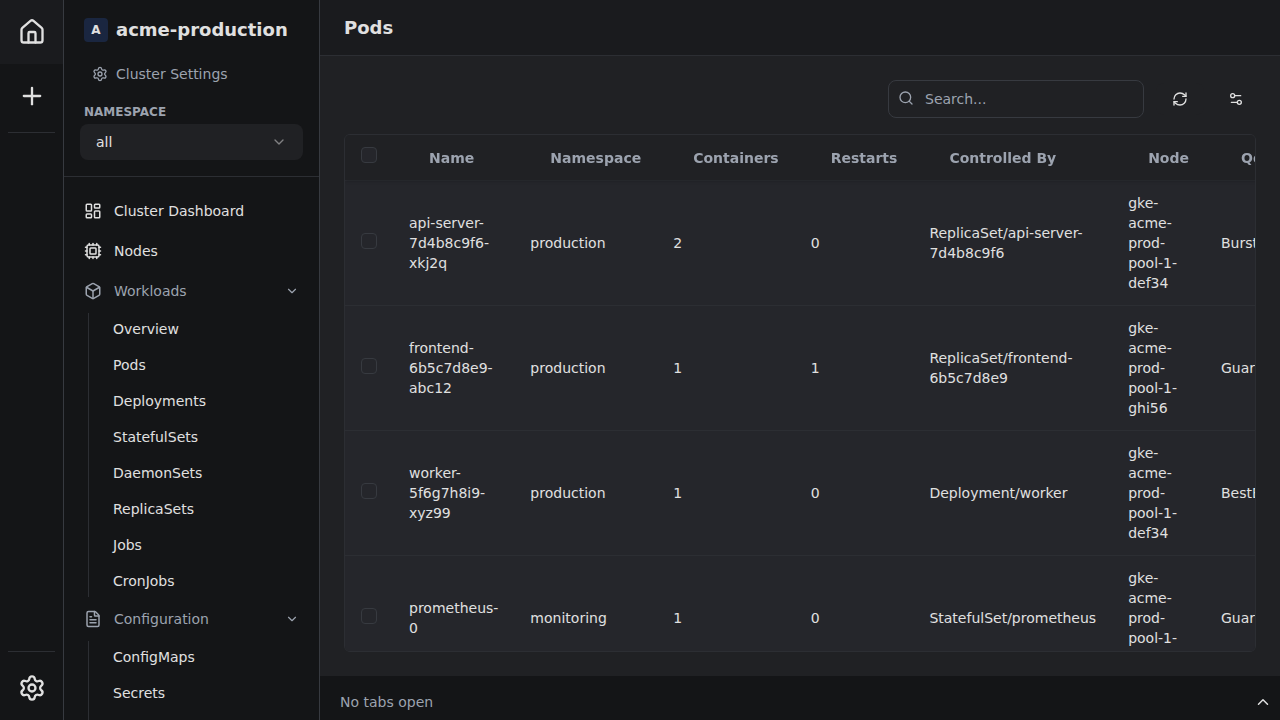 A acme-production
Cluster Settings
NAMESPACE
all
Cluster Dashboard
Nodes
Workloads
Overview
Pods
Deployments
StatefulSets
DaemonSets
ReplicaSets
Jobs
CronJobs
Configuration
ConfigMaps
Secrets
Pods
Search...
Name Namespace Containers Restarts Controlled By Node
api-server-
7d4b8c9f6-
xkj2q
production
2
0
ReplicaSet/api-server-
7d4b8c9f6
gke-
acme-
prod-
pool-1-
def34
Burst
frontend-
6b5c7d8e9-
abc12
production
1
1
ReplicaSet/frontend-
6b5c7d8e9
gke-
acme-
prod-
pool-1-
ghi56
Guar
worker-
5f6g7h8i9-
xyz99
production
1
0
Deployment/worker
gke-
acme-
prod-
pool-1-
def34
prometheus-
0
monitoring
1
0
StatefulSet/prometheus
gke-
acme-
prod-
pool-1-
Guar
No tabs open